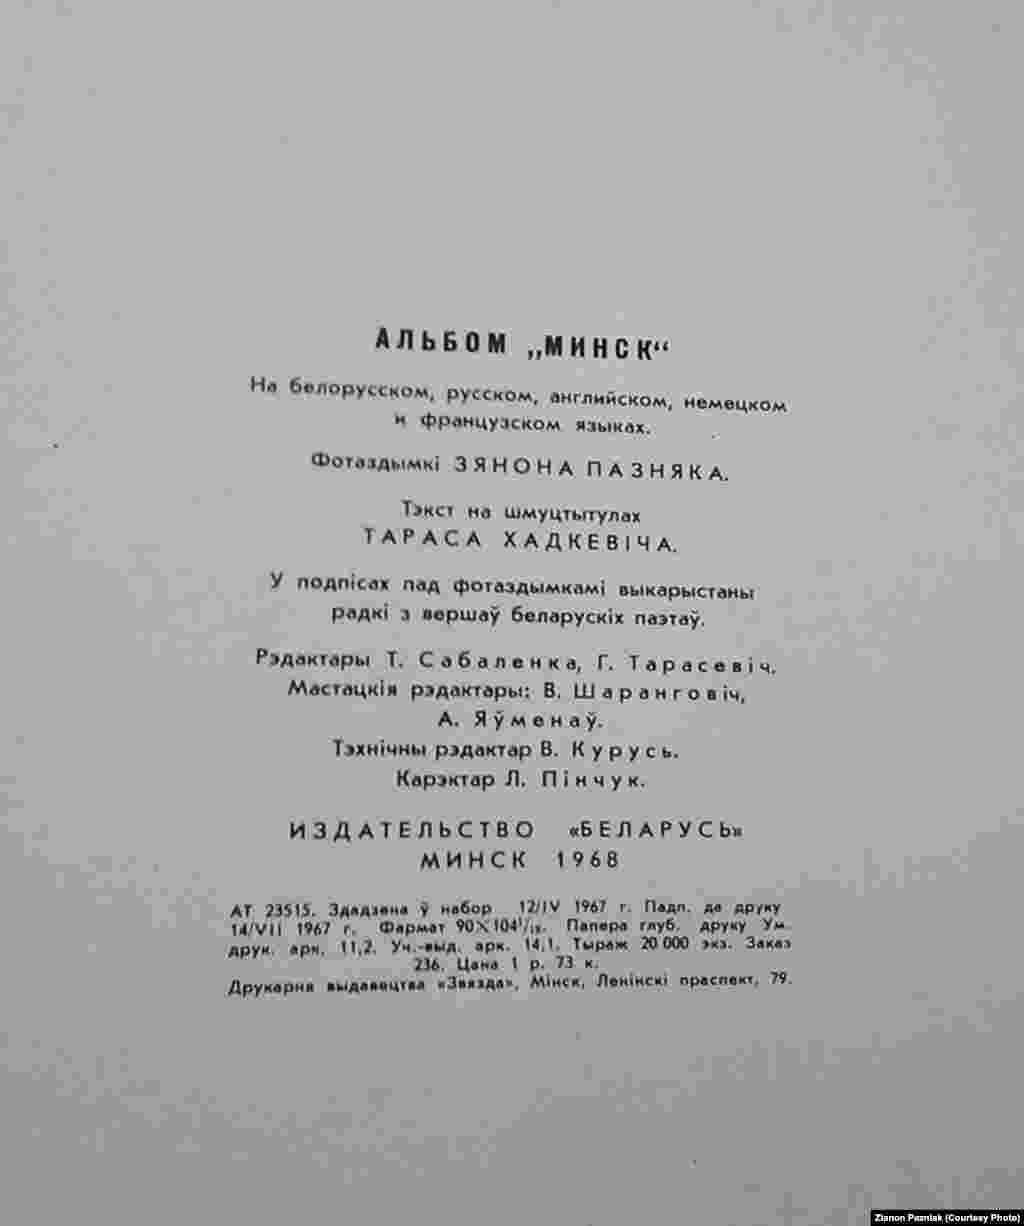 АЛЬБОМ „МИНСК“
На белорусском, русском, английском, немецком
и французском языках.
Фотаздымкі ЗЯНОНА ПАЗНЯКА.
Тэкст на шмуцтытулах
ТАРАСА ХАДКЕВІЧА.
У подпісах пад фотаздымкамі выкарыстаны
радкі з вершаў беларускіх паэтаў.
Рэдактары Т. Сабаленка, Г. Тарасевіч.
Мастацкія рэдактары: В. Шаранговіч,
А. Яўменаў.
Тэхнічны рэдактар В. Курусь.
Карэктар Л. Пінчук.
ИЗДАТЕЛЬСТВО «БЕЛАРУСЬ»
МИНСК 1968
АТ 23515. Здадзена ў набор 12/IV 1967 г. Падп. да друку
14/VII 1967 г. Фармат 90×104¹/₁₆. Папера глуб. друку Ум.
друк. арк. 11,2. Уч.-выд. арк. 14,1. Тыраж 20 000 экз. Заказ
236. Цана 1 р. 73 к.
Друкарня выдавецтва «Звязда», Мінск, Ленінскі праспект, 79.
Zianon Pazniak (Courtesy Photo)